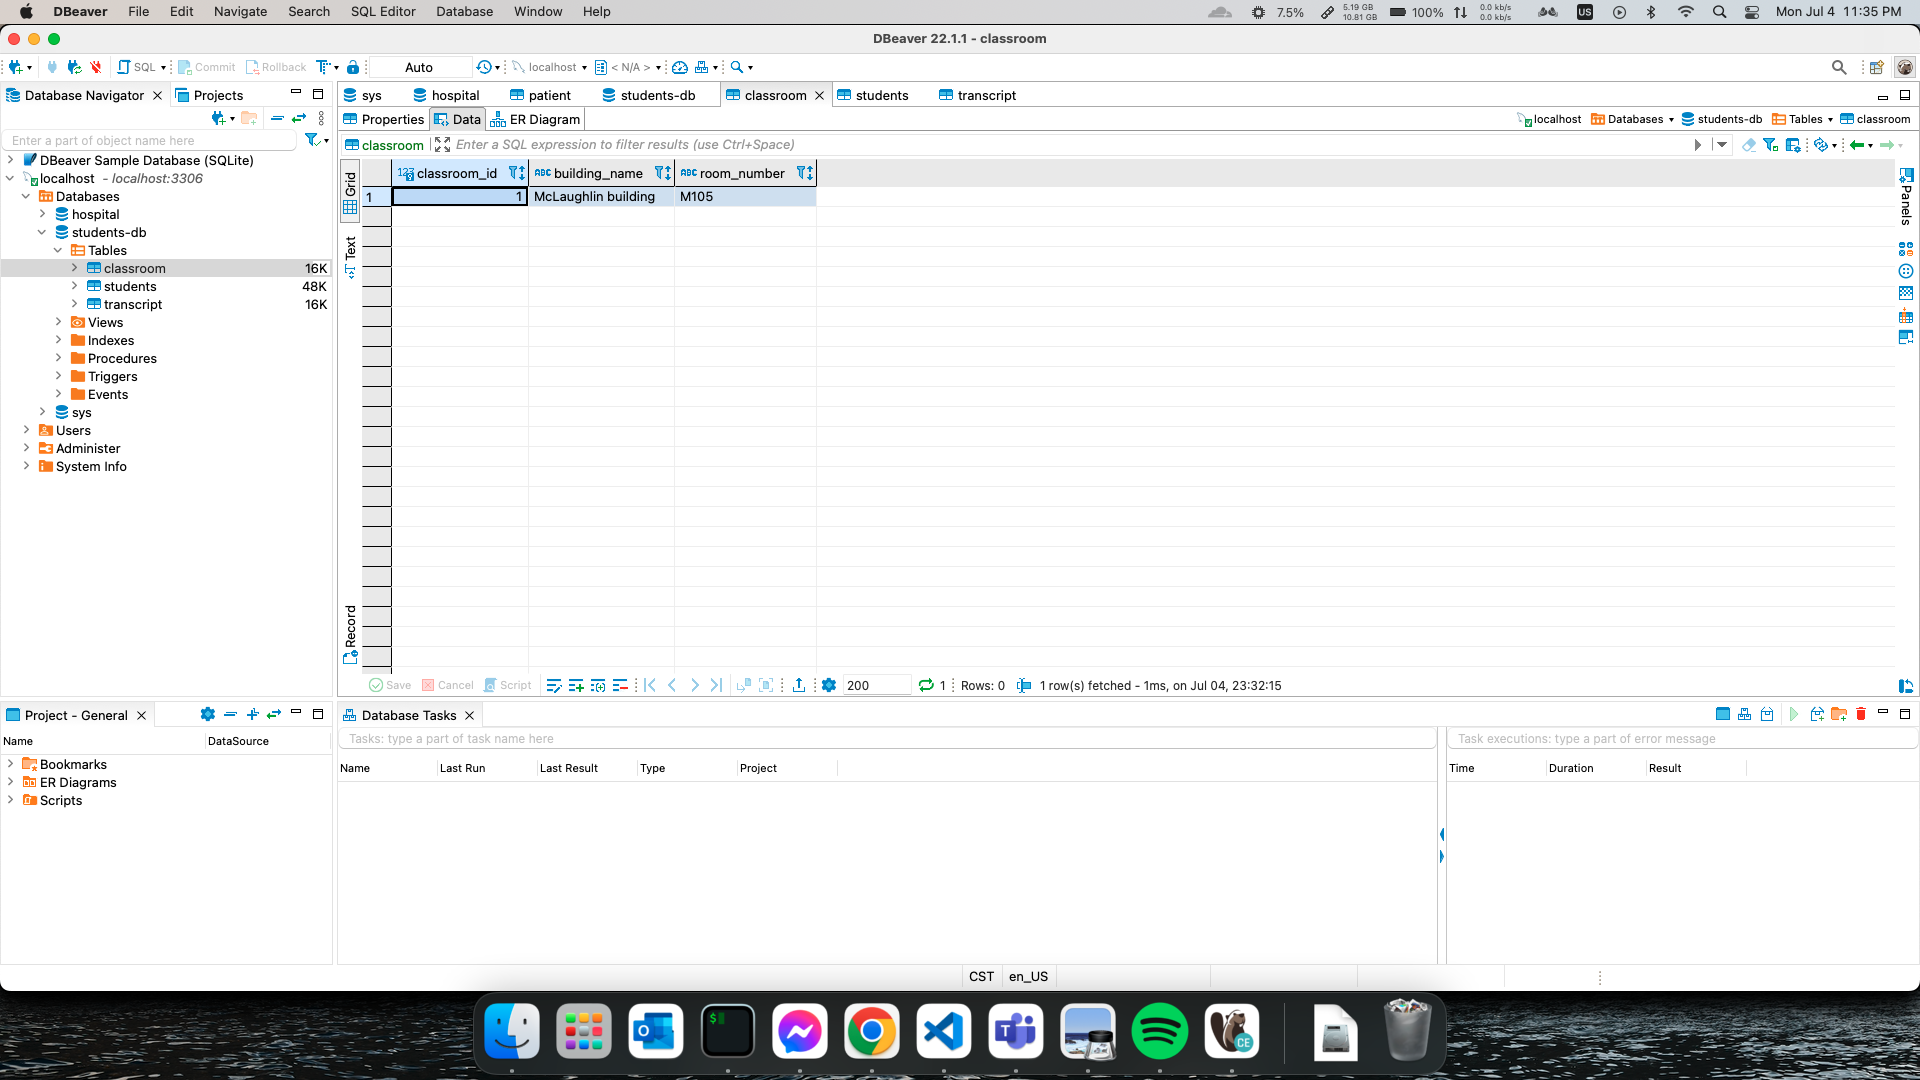 DBeaver File Edit Navigate Search SQL Editor Database Window Help 7.5% 5.19 GB 10.81 GB 100% 0.0 kb/s 0.0 kb/s US Mon Jul 4 11:35 PM
DBeaver 22.1.1 - classroom
SQL Commit Rollback Auto localhost < N/A >
Database Navigator Projects
sys hospital patient students-db classroom students transcript
Properties Data ER Diagram
localhost Databases students-db Tables classroom
Enter a part of object name here
classroom Enter a SQL expression to filter results (use Ctrl+Space)
DBeaver Sample Database (SQLite)
localhost - localhost:3306
Databases
hospital
students-db
Tables
classroom 16K
students 48K
transcript 16K
Views
Indexes
Procedures
Triggers
Events
sys
Users
Administer
System Info
Grid
Text
Record
123 classroom_id ABC building_name ABC room_number
1 1 McLaughlin building M105
Panels
Save Cancel Script 200 1 Rows: 0 1 row(s) fetched - 1ms, on Jul 04, 23:32:15
Project - General
Name DataSource
Bookmarks
ER Diagrams
Scripts
Database Tasks
Tasks: type a part of task name here
Name Last Run Last Result Type Project
Task executions: type a part of error message
Time Duration Result
CST en_US
$
CE